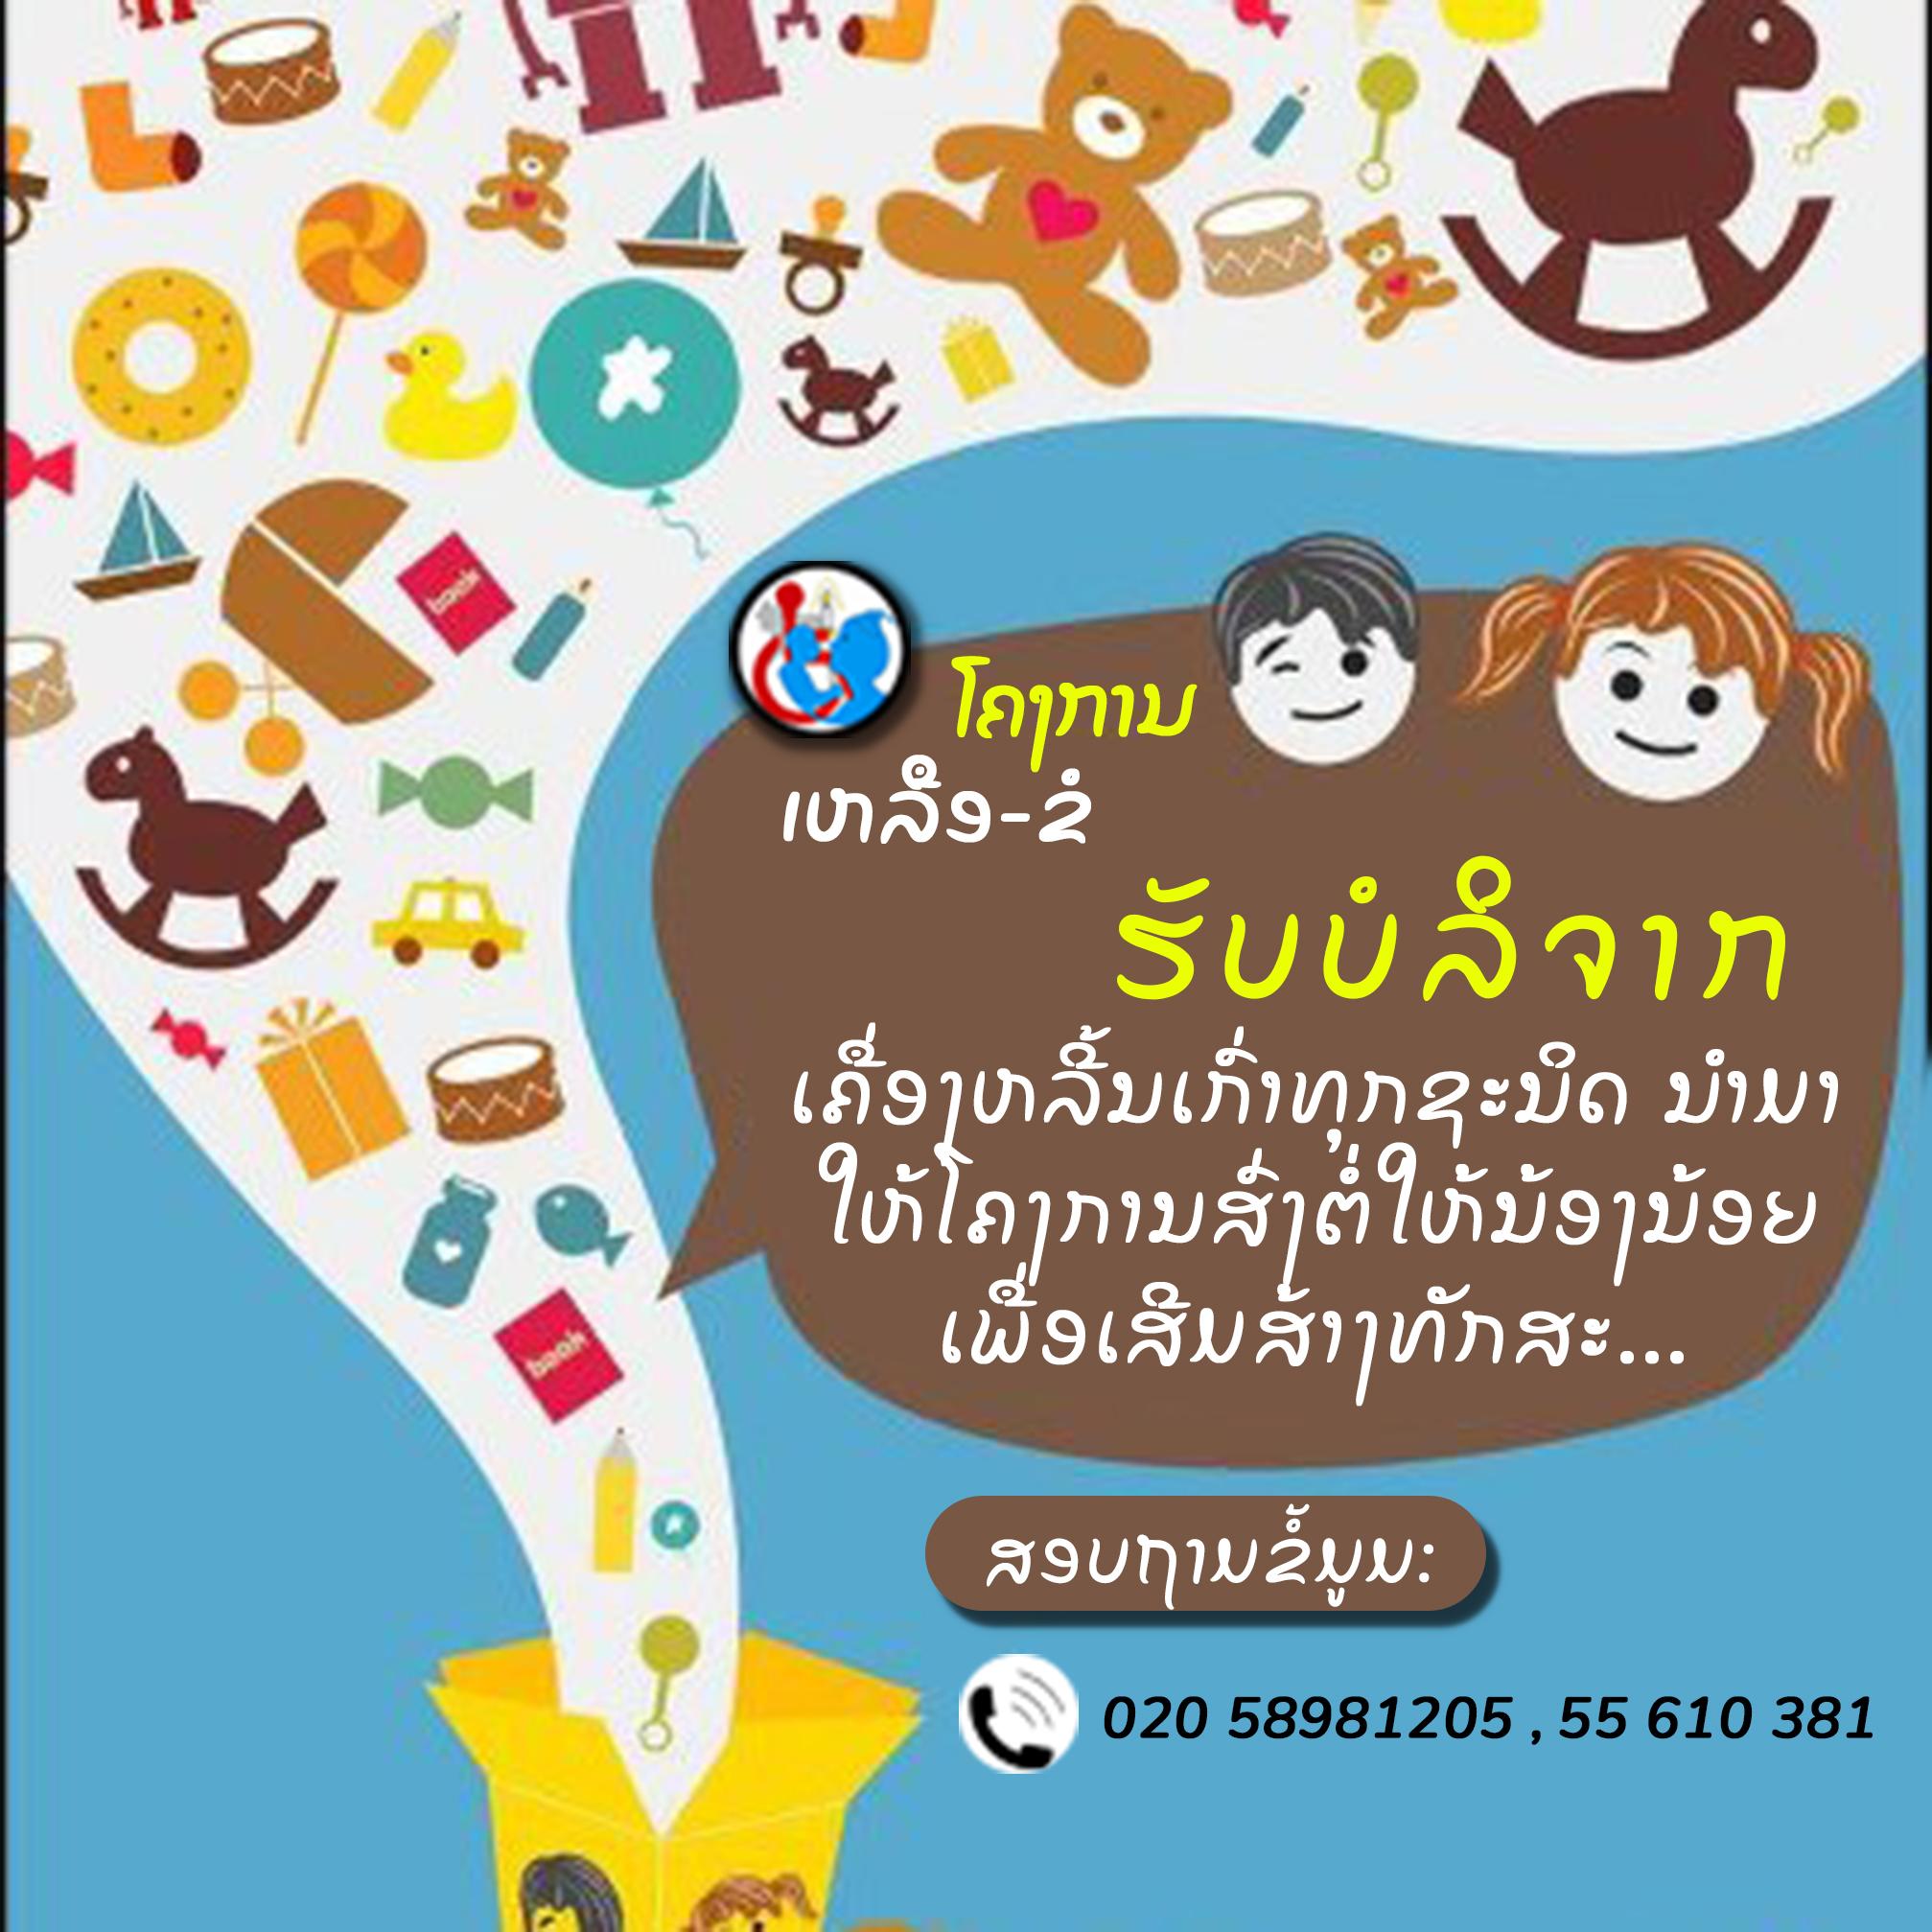 book
ໂຄງການ
ເຫລືອ-ຂໍ
ຮັບບໍລິຈາກ
ເຄື່ອງຫລິ້ນເກົ່າທຸກຊະນິດ ນຳມາ
ໃຫ້ໂຄງການສົ່ງຕໍ່ໃຫ້ນ້ອງນ້ອຍ
ເພື່ອເສີມສ້າງທັກສະ...
book
ສອບຖາມຂໍ້ມູນ:
020 58981205 , 55 610 381